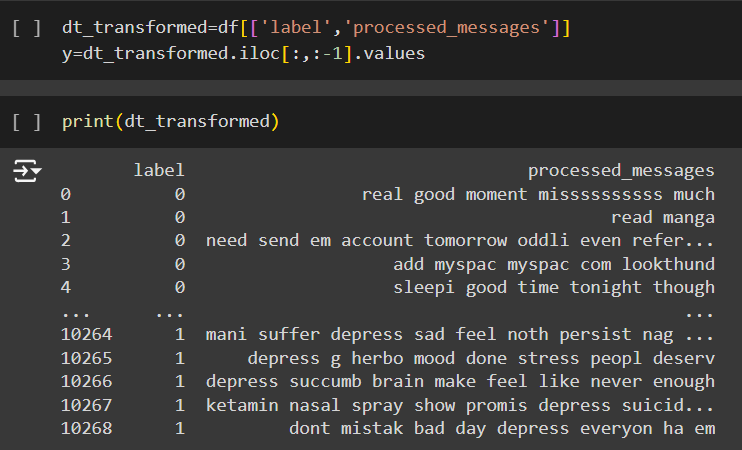 [ ] dt_transformed=df[['label','processed_messages']]
y=dt_transformed.iloc[:,:-1].values
[ ] print(dt_transformed)
label processed_messages
0 0 real good moment missssssssss much
1 0 read manga
2 0 need send em account tomorrow oddli even refer...
3 0 add myspac myspac com lookthund
4 0 sleepi good time tonight though
... ... ...
10264 1 mani suffer depress sad feel noth persist nag ...
10265 1 depress g herbo mood done stress peopl deserv
10266 1 depress succumb brain make feel like never enough
10267 1 ketamin nasal spray show promis depress suicid...
10268 1 dont mistak bad day depress everyon ha em